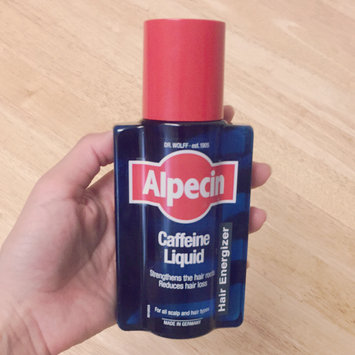 DR. WOLFF - est. 1905
Alpecin
Caffeine
Liquid
Strengthens the hair roots
Reduces hair loss
Hair Energizer
For all scalp and hair types
MADE IN GERMANY